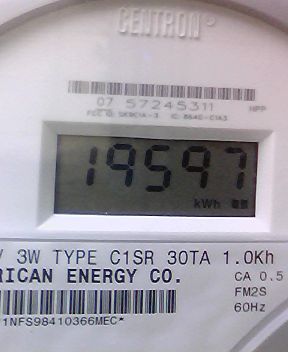 CENTRON
07 57245311 HPP
19597
kWh
3W TYPE C1SR 30TA 1.0Kh
RICAN ENERGY CO.
CA 0.5
FM2S
60Hz
1NFS98410366MEC*